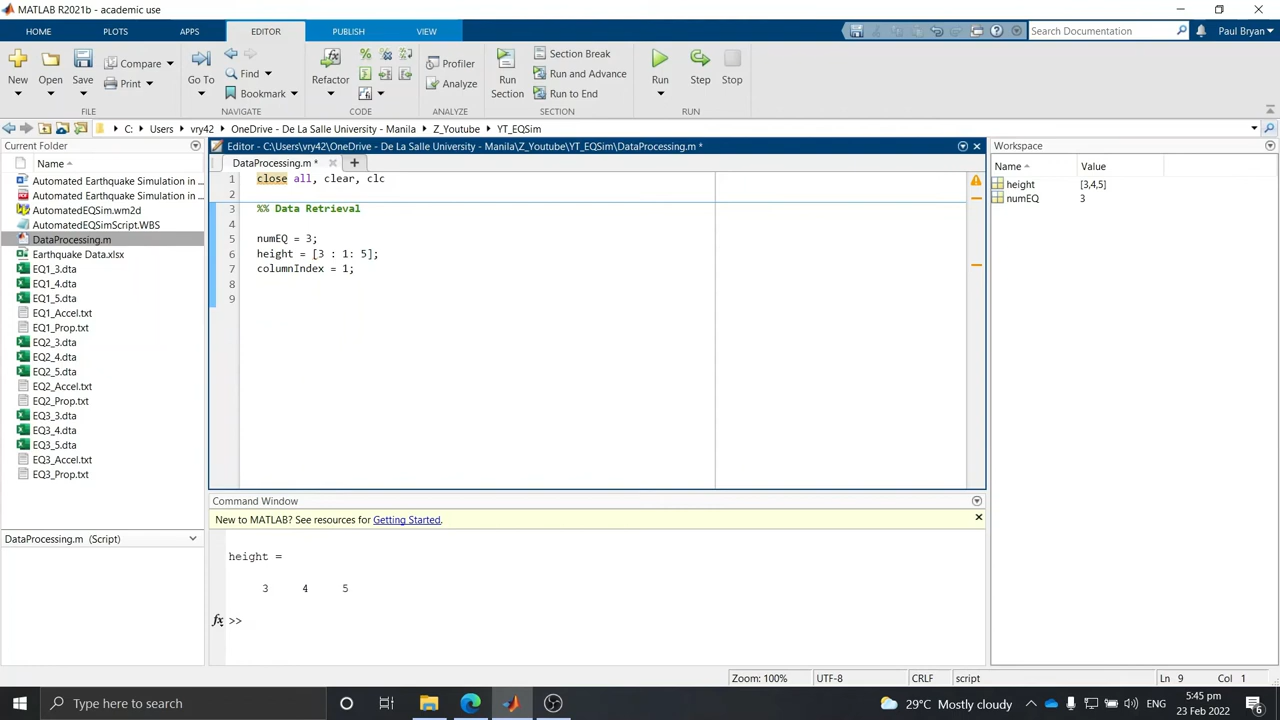 MATLAB R2021b - academic use
HOME PLOTS APPS EDITOR PUBLISH VIEW Search Documentation Paul Bryan
New Open Save Compare Print FILE
Go To Find Bookmark NAVIGATE
Refactor CODE
Profiler Analyze ANALYZE
Run Section Section Break Run and Advance Run to End SECTION
Run Step Stop RUN
C: Users vry42 OneDrive - De La Salle University - Manila Z_Youtube YT_EQSim
Current Folder
Name
Automated Earthquake Simulation in ...
Automated Earthquake Simulation in ...
AutomatedEQSim.wm2d
AutomatedEQSimScript.WBS
DataProcessing.m
Earthquake Data.xlsx
EQ1_3.dta
EQ1_4.dta
EQ1_5.dta
EQ1_Accel.txt
EQ1_Prop.txt
EQ2_3.dta
EQ2_4.dta
EQ2_5.dta
EQ2_Accel.txt
EQ2_Prop.txt
EQ3_3.dta
EQ3_4.dta
EQ3_5.dta
EQ3_Accel.txt
EQ3_Prop.txt
DataProcessing.m (Script)
Editor - C:\Users\vry42\OneDrive - De La Salle University - Manila\Z_Youtube\YT_EQSim\DataProcessing.m *
DataProcessing.m *
1 close all, clear, clc
2
3 %% Data Retrieval
4
5 numEQ = 3;
6 height = [3 : 1: 5];
7 columnIndex = 1;
8
9
Command Window
New to MATLAB? See resources for Getting Started.
height =
3 4 5
fx >>
Workspace
Name Value
height [3,4,5]
numEQ 3
Zoom: 100% UTF-8 CRLF script Ln 9 Col 1
Type here to search
29°C Mostly cloudy
5:45 pm
23 Feb 2022
6